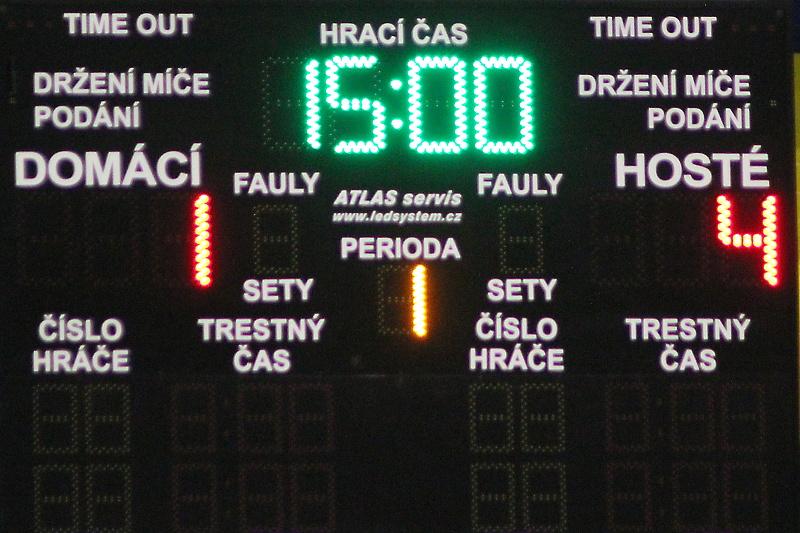 TIME OUT
HRACÍ ČAS
TIME OUT
15:00
DRŽENÍ MÍČE
PODÁNÍ
DRŽENÍ MÍČE
PODÁNÍ
DOMÁCÍ
HOSTÉ
FAULY
ATLAS servis
www.ledsystem.cz
FAULY
1
PERIODA
4
SETY
1
SETY
ČÍSLO
HRÁČE
TRESTNÝ
ČAS
ČÍSLO
HRÁČE
TRESTNÝ
ČAS